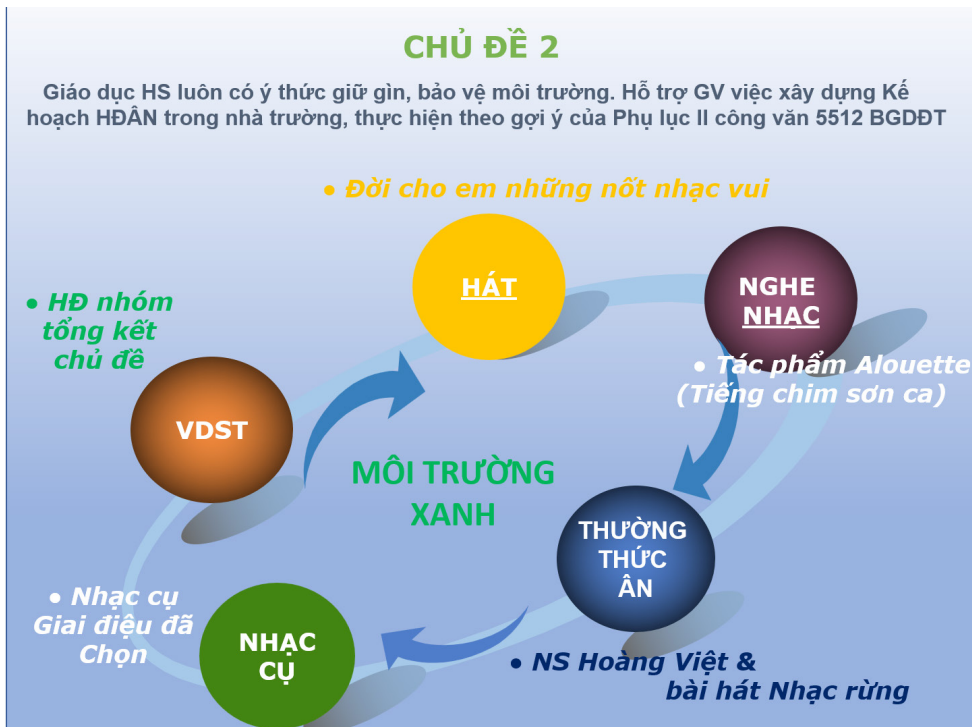 CHỦ ĐỀ 2
Giáo dục HS luôn có ý thức giữ gìn, bảo vệ môi trường. Hỗ trợ GV việc xây dựng Kế
hoạch HĐÂN trong nhà trường, thực hiện theo gợi ý của Phụ lục II công văn 5512 BGDĐT
• Đời cho em những nốt nhạc vui
HÁT
NGHE
NHẠC
• Tác phẩm Alouette
(Tiếng chim sơn ca)
• HĐ nhóm
tổng kết
chủ đề
VDST
MÔI TRƯỜNG
XANH
THƯỜNG
THỨC
ÂN
• NS Hoàng Việt &
bài hát Nhạc rừng
• Nhạc cụ
Giai điệu đã
Chọn
NHẠC
CỤ